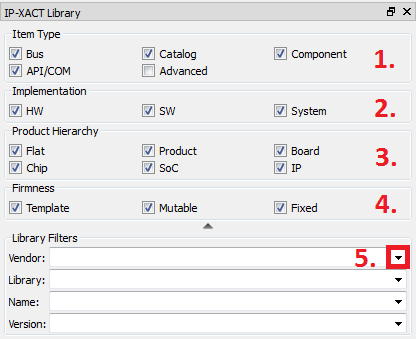 IP-XACT Library
Item Type
Bus Catalog Component
API/COM Advanced
1.
Implementation
HW SW System 2.
Product Hierarchy
Flat Product Board
Chip SoC IP
3.
Firmness
Template Mutable Fixed 4.
Library Filters
Vendor: 5.
Library:
Name:
Version: